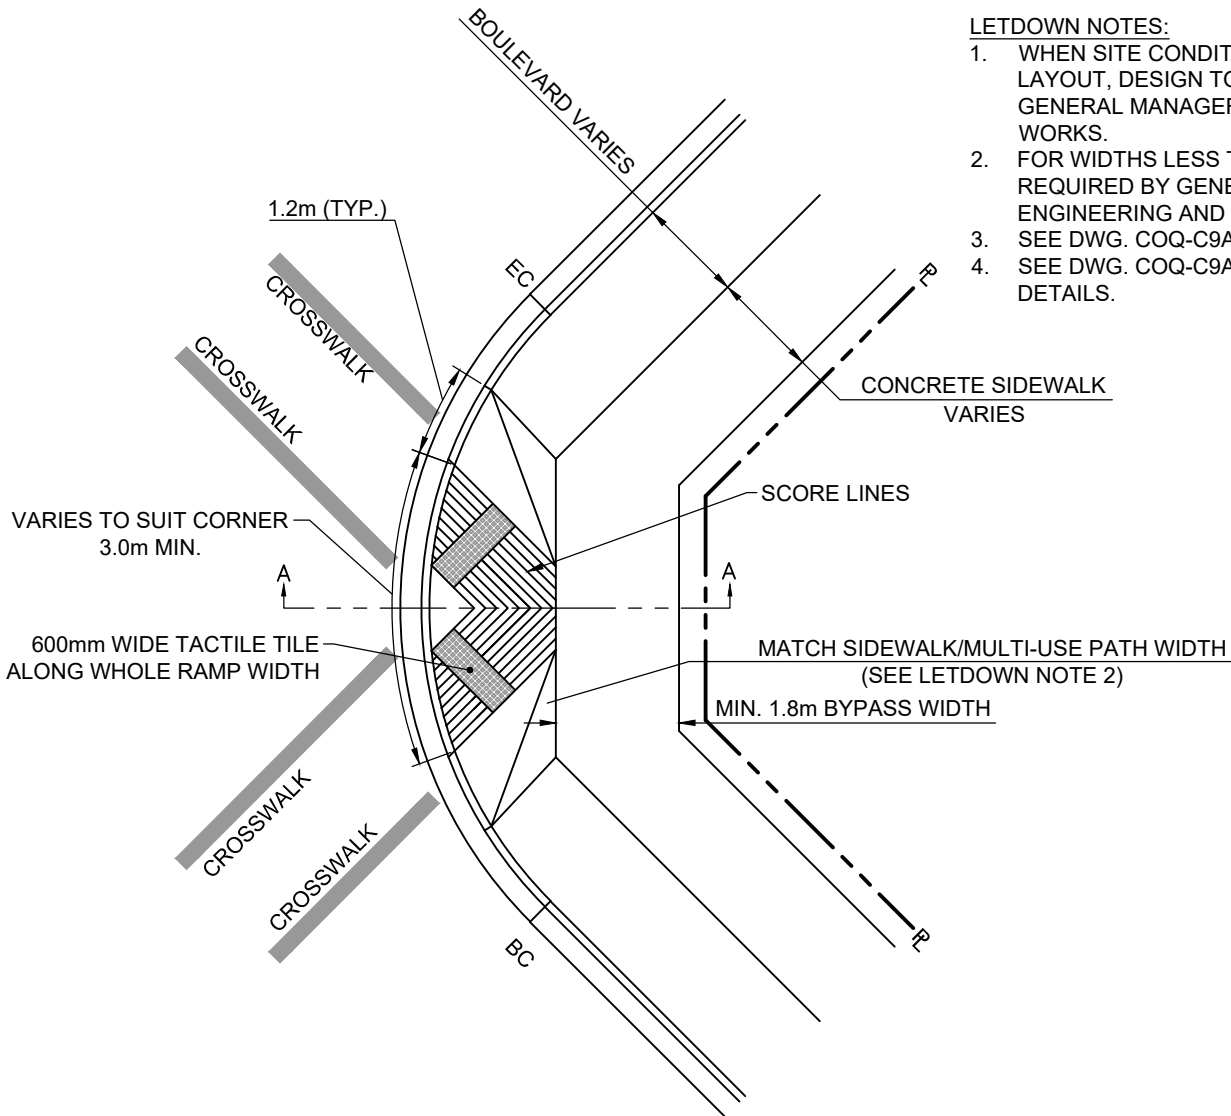 LETDOWN NOTES:
1. WHEN SITE CONDIT
LAYOUT, DESIGN TO
GENERAL MANAGER
WORKS.
2. FOR WIDTHS LESS T
REQUIRED BY GENE
ENGINEERING AND
3. SEE DWG. COQ-C9A
4. SEE DWG. COQ-C9A
DETAILS.
BOULEVARD VARIES
1.2m (TYP.)
EC
CROSSWALK
CROSSWALK
PL
CONCRETE SIDEWALK
VARIES
SCORE LINES
VARIES TO SUIT CORNER
3.0m MIN.
A
A
600mm WIDE TACTILE TILE
ALONG WHOLE RAMP WIDTH
MATCH SIDEWALK/MULTI-USE PATH WIDTH
(SEE LETDOWN NOTE 2)
MIN. 1.8m BYPASS WIDTH
CROSSWALK
CROSSWALK
BC
PL